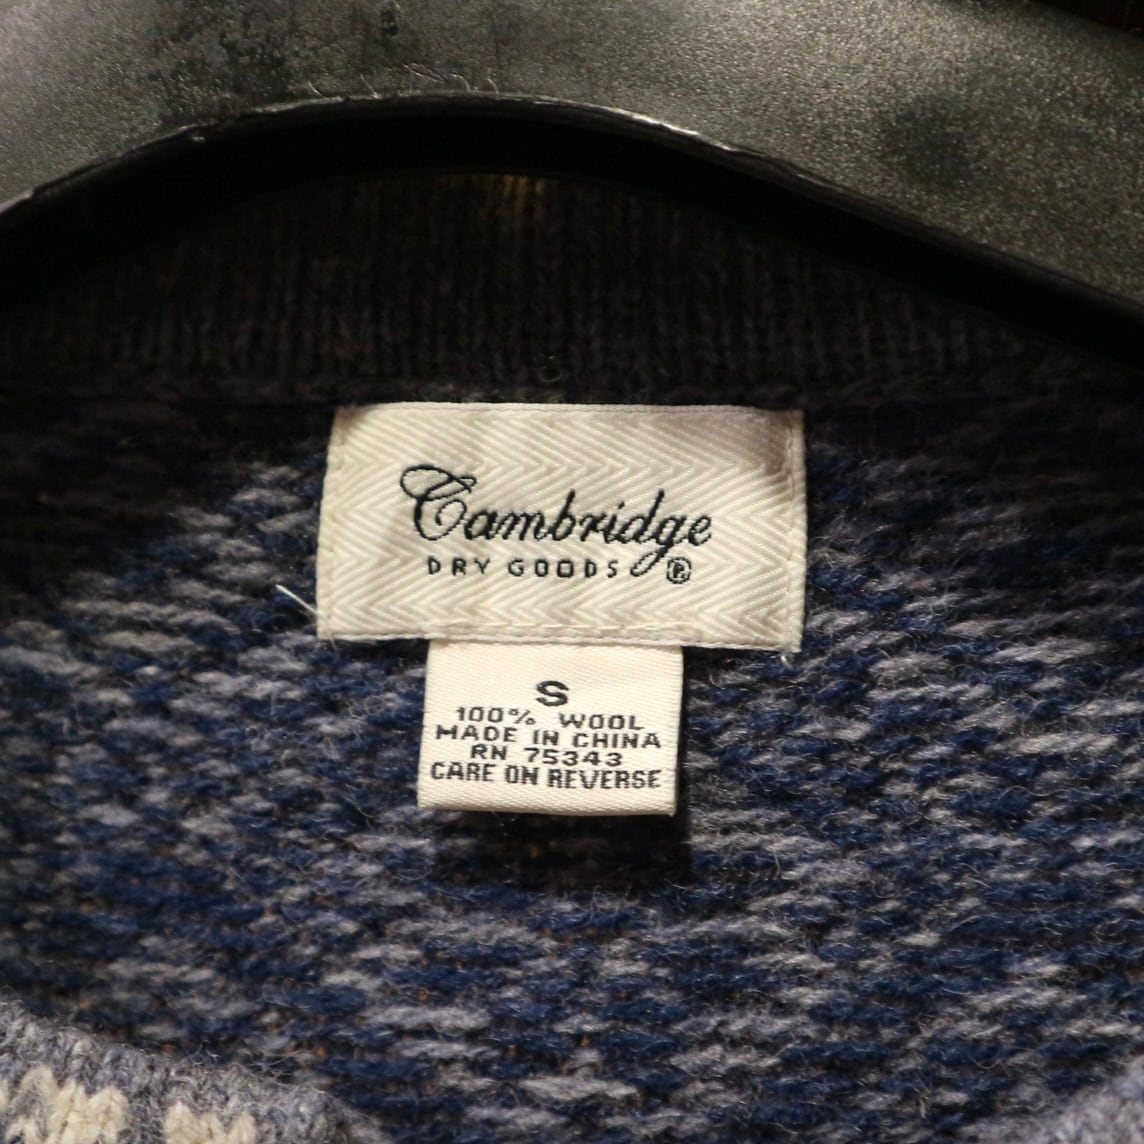 Cambridge
DRY GOODS ®
S
100% WOOL
MADE IN CHINA
RN 75343
CARE ON REVERSE